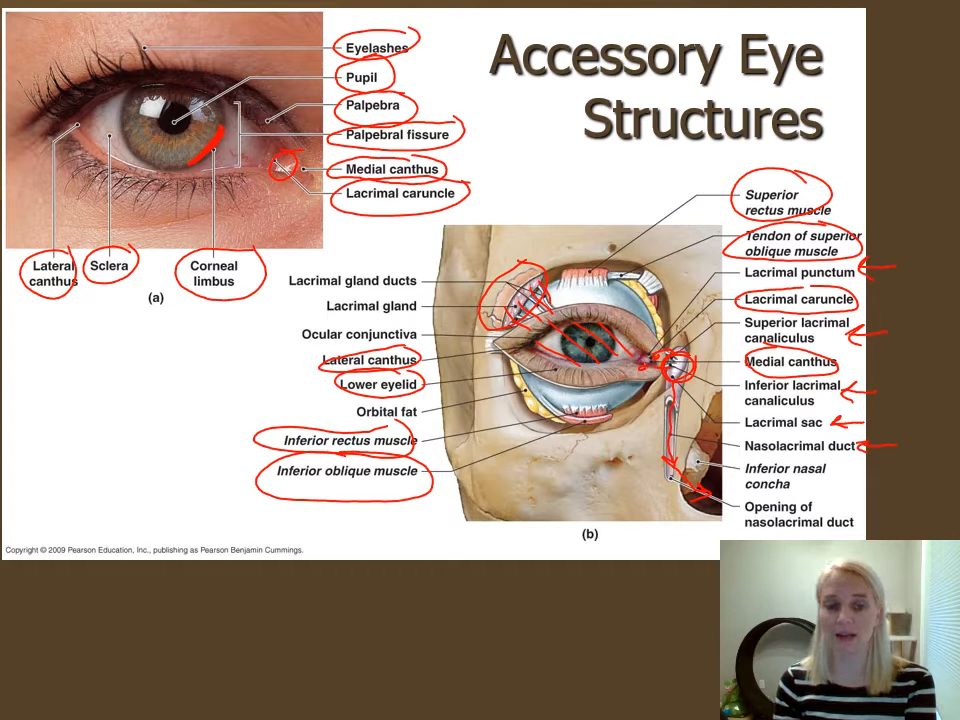 Accessory Eye
Structures
Eyelashes
Pupil
Palpebra
Palpebral fissure
Medial canthus
Lacrimal caruncle
Lateral
canthus
Sclera
Corneal
limbus
(a)
Lacrimal gland ducts
Lacrimal gland
Ocular conjunctiva
Lateral canthus
Lower eyelid
Orbital fat
Inferior rectus muscle
Inferior oblique muscle
Superior
rectus muscle
Tendon of superior
oblique muscle
Lacrimal punctum
Lacrimal caruncle
Superior lacrimal
canaliculus
Medial canthus
Inferior lacrimal
canaliculus
Lacrimal sac
Nasolacrimal duct
Inferior nasal
concha
Opening of
nasolacrimal duct
(b)
Copyright © 2009 Pearson Education, Inc., publishing as Pearson Benjamin Cummings.